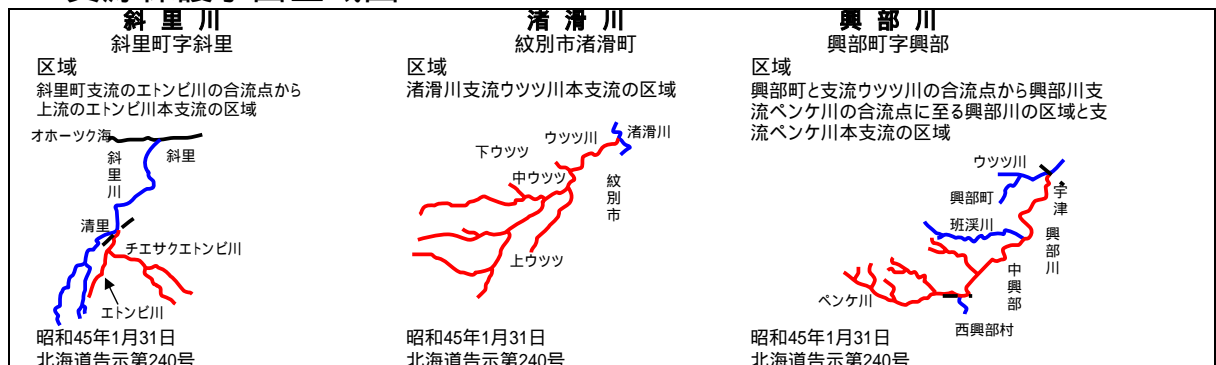 斜里川
斜里町字斜里
区域
斜里町支流のエトンビ川の合流点から
上流のエトンビ川本支流の区域
オホーツク海
斜里
斜里川
清里
チエサクエトンビ川
エトンビ川
昭和45年1月31日
北海道告示第240号
渚滑川
紋別市渚滑町
区域
渚滑川支流ウツツ川本支流の区域
渚滑川
ウツツ川
下ウツツ
中ウツツ
紋別市
上ウツツ
昭和45年1月31日
北海道告示第240号
興部川
興部町字興部
区域
興部町と支流ウツツ川の合流点から興部川支
流ペンケ川の合流点に至る興部川の区域と支
流ペンケ川本支流の区域
ウツツ川
興部町
宇津
班渓川
興部川
中興部
ペンケ川
西興部村
昭和45年1月31日
北海道告示第240号